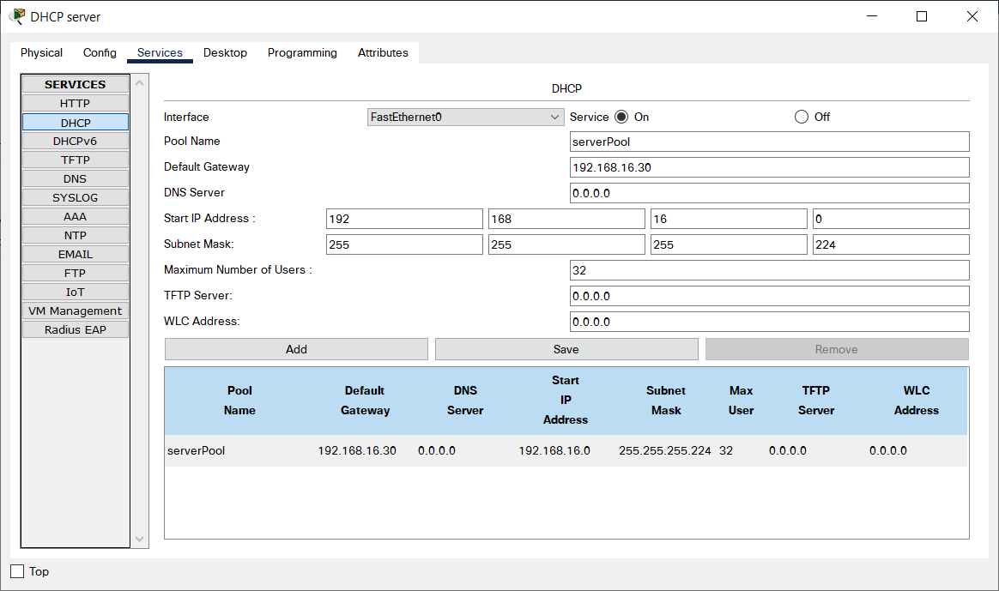 DHCP server
Physical Config Services Desktop Programming Attributes
SERVICES
HTTP
DHCP
DHCPv6
TFTP
DNS
SYSLOG
AAA
NTP
EMAIL
FTP
IoT
VM Management
Radius EAP
DHCP
Interface FastEthernet0 Service On Off
Pool Name serverPool
Default Gateway 192.168.16.30
DNS Server 0.0.0.0
Start IP Address : 192 168 16 0
Subnet Mask: 255 255 255 224
Maximum Number of Users : 32
TFTP Server: 0.0.0.0
WLC Address: 0.0.0.0
Add Save Remove
Pool Name Default Gateway DNS Server Start IP Address Subnet Mask Max User TFTP Server WLC Address
serverPool 192.168.16.30 0.0.0.0 192.168.16.0 255.255.255.224 32 0.0.0.0 0.0.0.0
Top